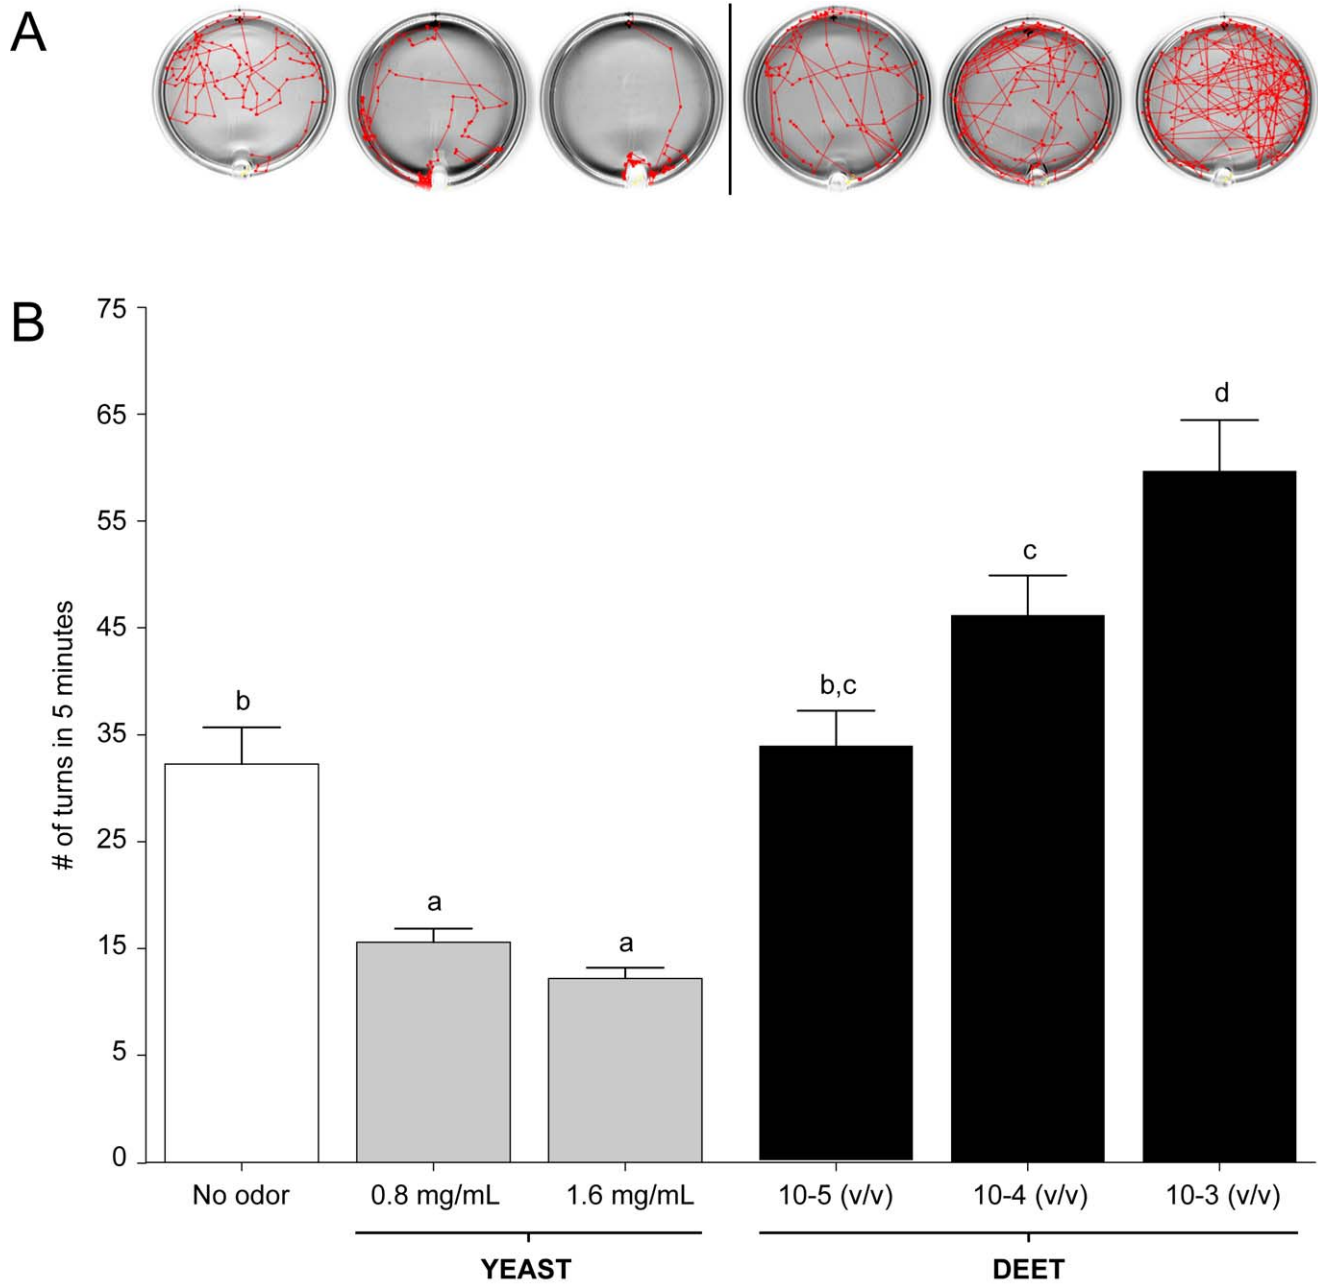 A
B
75
65
55
45
35
25
15
5
0
# of turns in 5 minutes
b
a
a
b,c
c
d
No odor
0.8 mg/mL
1.6 mg/mL
10-5 (v/v)
10-4 (v/v)
10-3 (v/v)
YEAST
DEET